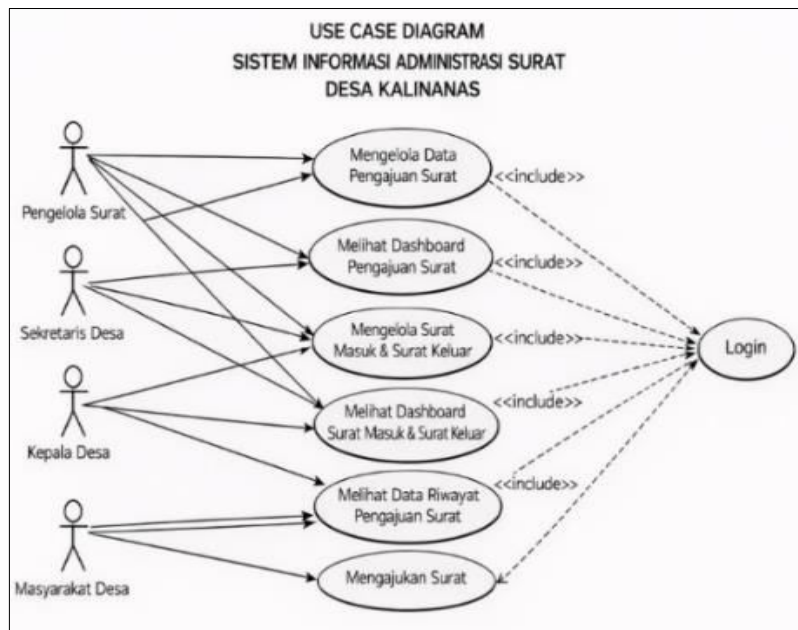 USE CASE DIAGRAM
SISTEM INFORMASI ADMINISTRASI SURAT
DESA KALINANAS
Pengelola Surat
Sekretaris Desa
Kepala Desa
Masyarakat Desa
Mengelola Data
Pengajuan Surat
Melihat Dashboard
Pengajuan Surat
Mengelola Surat
Masuk & Surat Keluar
Melihat Dashboard
Surat Masuk & Surat Keluar
Melihat Data Riwayat
Pengajuan Surat
Mengajukan Surat
<<include>>
<<include>>
<<include>>
<<include>>
<<include>>
Login